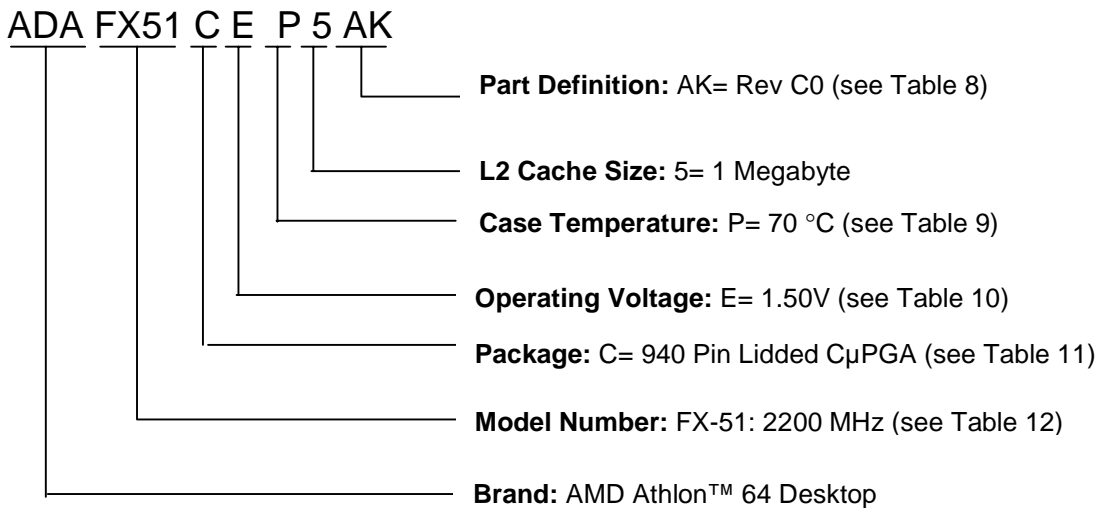 ADA FX51 C E P 5 AK
Part Definition: AK= Rev C0 (see Table 8)
L2 Cache Size: 5= 1 Megabyte
Case Temperature: P= 70 °C (see Table 9)
Operating Voltage: E= 1.50V (see Table 10)
Package: C= 940 Pin Lidded CµPGA (see Table 11)
Model Number: FX-51: 2200 MHz (see Table 12)
Brand: AMD Athlon™ 64 Desktop